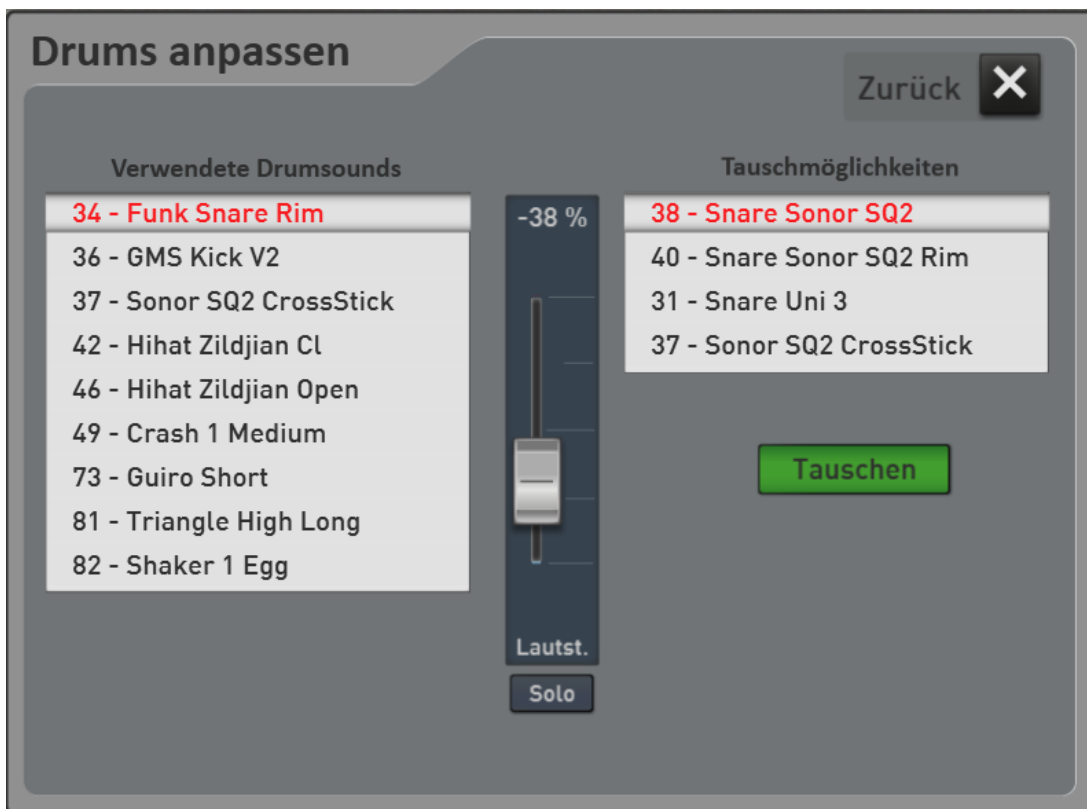 Drums anpassen
Zurück
Verwendete Drumsounds
34 - Funk Snare Rim
36 - GMS Kick V2
37 - Sonor SQ2 CrossStick
42 - Hihat Zildjian Cl
46 - Hihat Zildjian Open
49 - Crash 1 Medium
73 - Guiro Short
81 - Triangle High Long
82 - Shaker 1 Egg
-38 %
Lautst.
Solo
Tauschmöglichkeiten
38 - Snare Sonor SQ2
40 - Snare Sonor SQ2 Rim
31 - Snare Uni 3
37 - Sonor SQ2 CrossStick
Tauschen